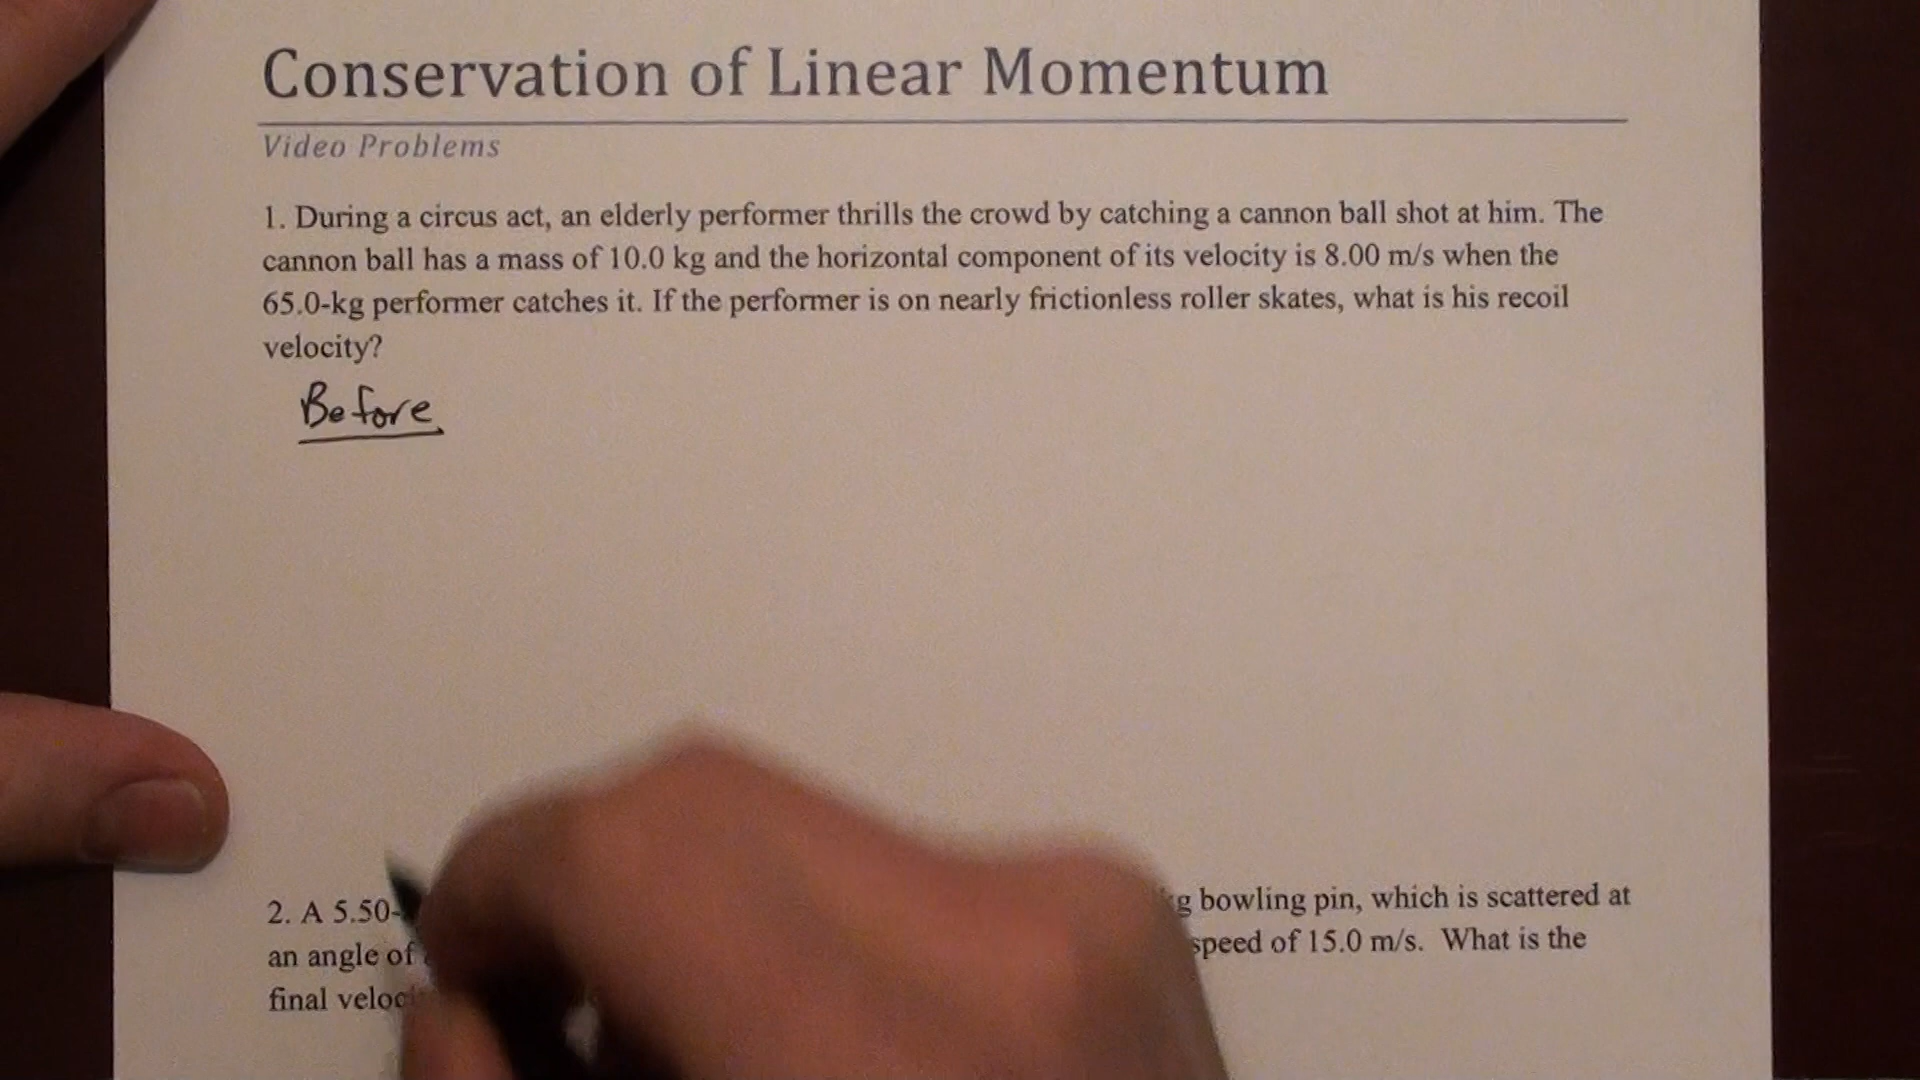 Conservation of Linear Momentum
Video Problems
1. During a circus act, an elderly performer thrills the crowd by catching a cannon ball shot at him. The
cannon ball has a mass of 10.0 kg and the horizontal component of its velocity is 8.00 m/s when the
65.0-kg performer catches it. If the performer is on nearly frictionless roller skates, what is his recoil
velocity?
Before
2. A 5.50- g bowling pin, which is scattered at
an angle of speed of 15.0 m/s. What is the
final